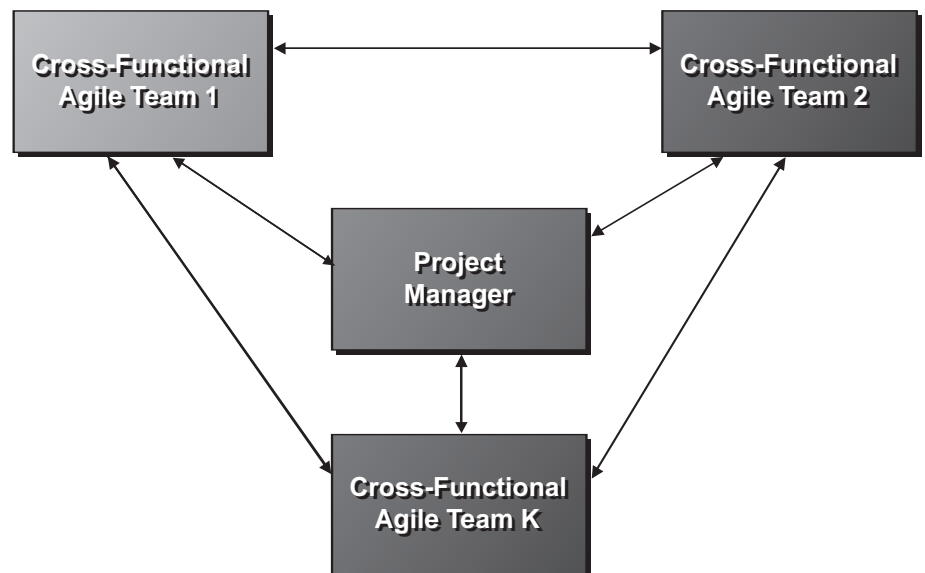 Cross-Functional
Agile Team 1
Cross-Functional
Agile Team 2
Project
Manager
Cross-Functional
Agile Team K